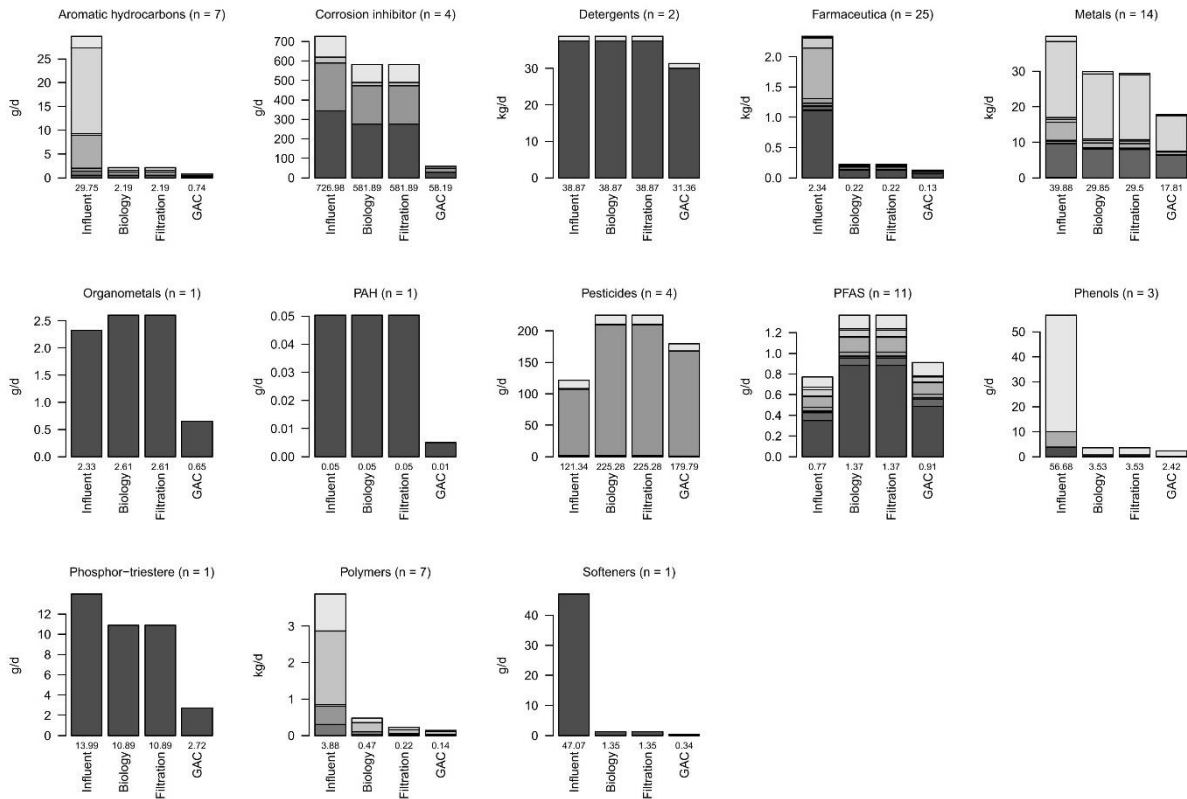 Aromatic hydrocarbons (n = 7)
g/d
25
20
15
10
5
0
29.75 2.19 2.19 0.74
Influent Biology Filtration GAC
Corrosion inhibitor (n = 4)
g/d
700
600
500
400
300
200
100
0
726.98 581.89 581.89 58.19
Influent Biology Filtration GAC
Detergents (n = 2)
kg/d
30
20
10
0
38.87 38.87 38.87 31.36
Influent Biology Filtration GAC
Farmaceutica (n = 25)
kg/d
2.0
1.5
1.0
0.5
0.0
2.34 0.22 0.22 0.13
Influent Biology Filtration GAC
Metals (n = 14)
kg/d
30
20
10
0
39.88 29.85 29.5 17.81
Influent Biology Filtration GAC
Organometals (n = 1)
g/d
2.5
2.0
1.5
1.0
0.5
0.0
2.33 2.61 2.61 0.65
Influent Biology Filtration GAC
PAH (n = 1)
g/d
0.05
0.04
0.03
0.02
0.01
0.00
0.05 0.05 0.05 0.01
Influent Biology Filtration GAC
Pesticides (n = 4)
g/d
200
150
100
50
0
121.34 225.28 225.28 179.79
Influent Biology Filtration GAC
PFAS (n = 11)
g/d
1.2
1.0
0.8
0.6
0.4
0.2
0.0
0.77 1.37 1.37 0.91
Influent Biology Filtration GAC
Phenols (n = 3)
g/d
50
40
30
20
10
0
56.68 3.53 3.53 2.42
Influent Biology Filtration GAC
Phosphor−triestere (n = 1)
g/d
12
10
8
6
4
2
0
13.99 10.89 10.89 2.72
Influent Biology Filtration GAC
Polymers (n = 7)
kg/d
3
2
1
0
3.88 0.47 0.22 0.14
Influent Biology Filtration GAC
Softeners (n = 1)
g/d
40
30
20
10
0
47.07 1.35 1.35 0.34
Influent Biology Filtration GAC